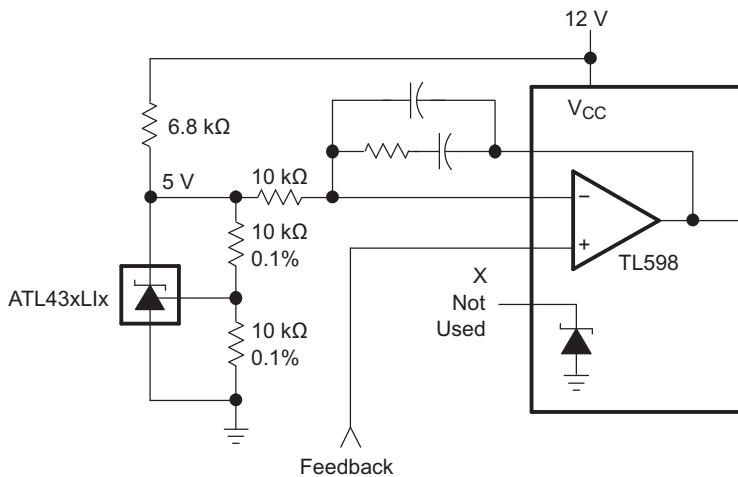 12 V
V_CC
6.8 kΩ
5 V
10 kΩ
10 kΩ
0.1%
−
+
TL598
ATL43xLIx
X
Not
Used
10 kΩ
0.1%
Feedback